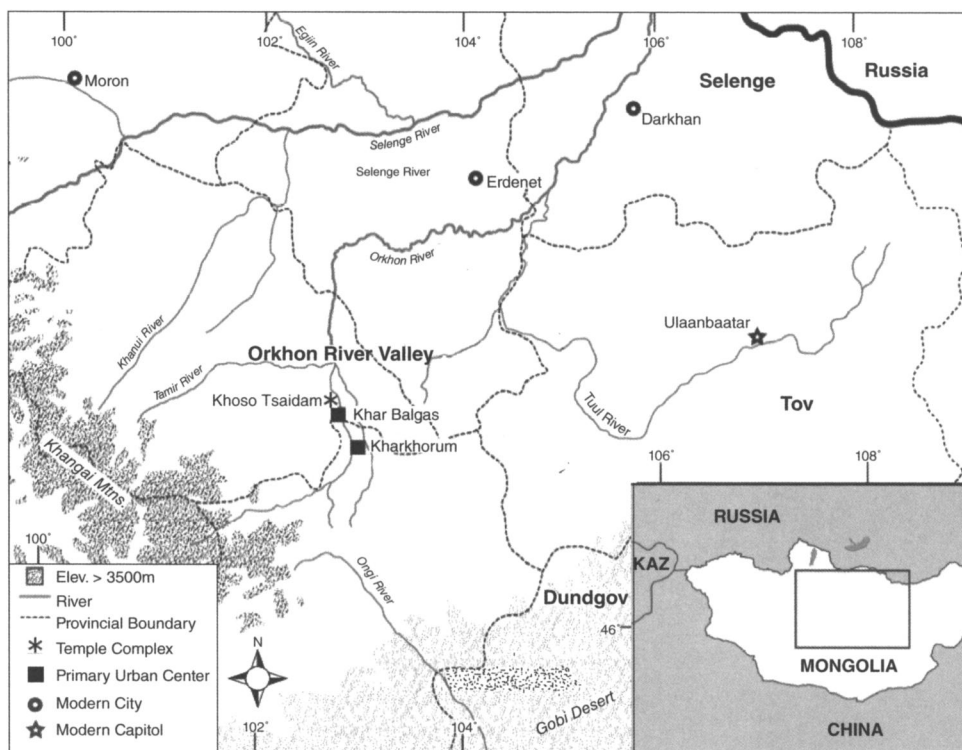 100°
102°
104°
106°
108°
Egiin River
Moron
Selenge
Russia
Darkhan
Selenge River
Selenge River
Erdenet
Orkhon River
Khanui River
Ulaanbaatar
Orkhon River Valley
Tamir River
Khoso Tsaidam
Khar Balgas
Tuul River
Tov
Kharkhorum
Khangai Mtns.
106°
108°
100°
RUSSIA
Elev. > 3500m
River
Provincial Boundary
Temple Complex
Primary Urban Center
Modern City
Modern Capitol
Ongi River
KAZ
Dundgov
46°
N
MONGOLIA
Gobi Desert
102°
104°
CHINA